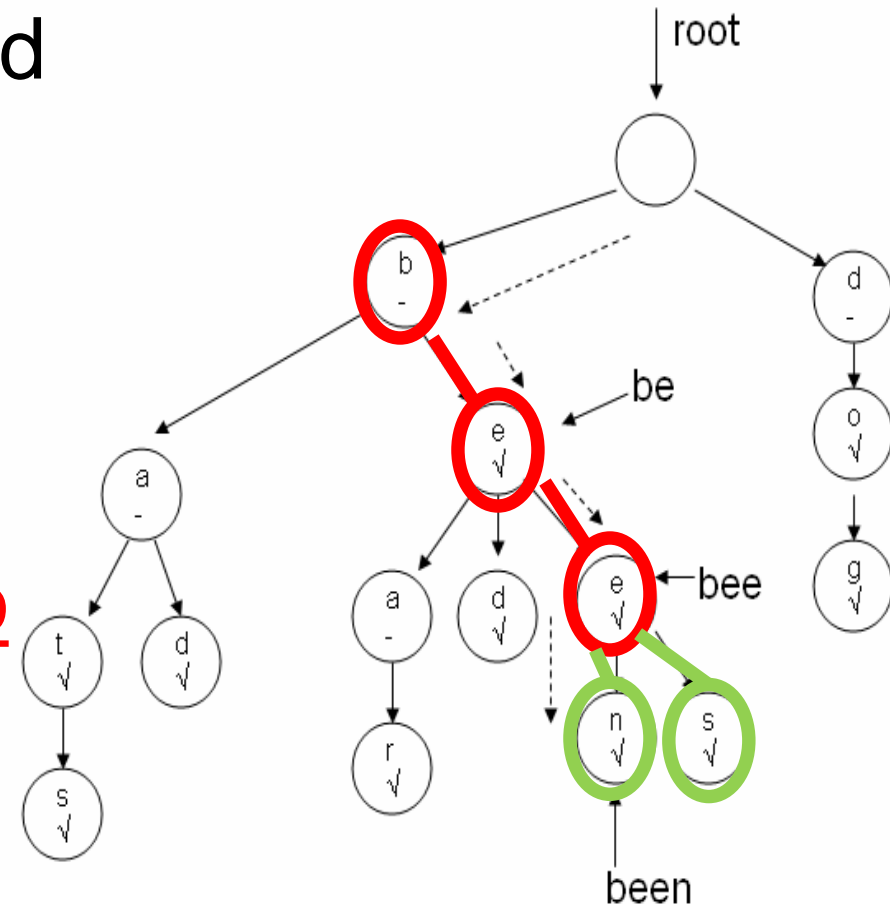 d
root
b
-
d
-
be
e
√
o
√
a
-
bee
a
-
d
√
e
√
g
√
t
√
d
√
n
√
s
√
r
√
s
√
been